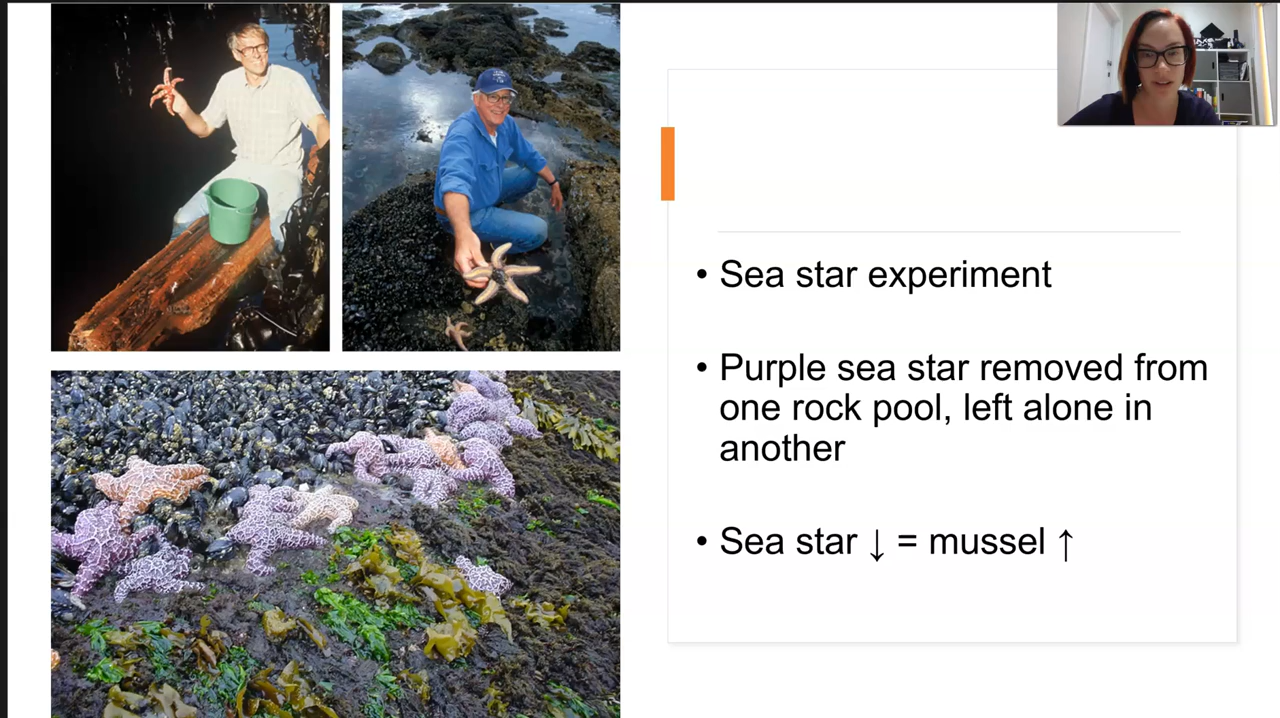 • Sea star experiment
• Purple sea star removed from
one rock pool, left alone in
another
• Sea star ↓ = mussel ↑